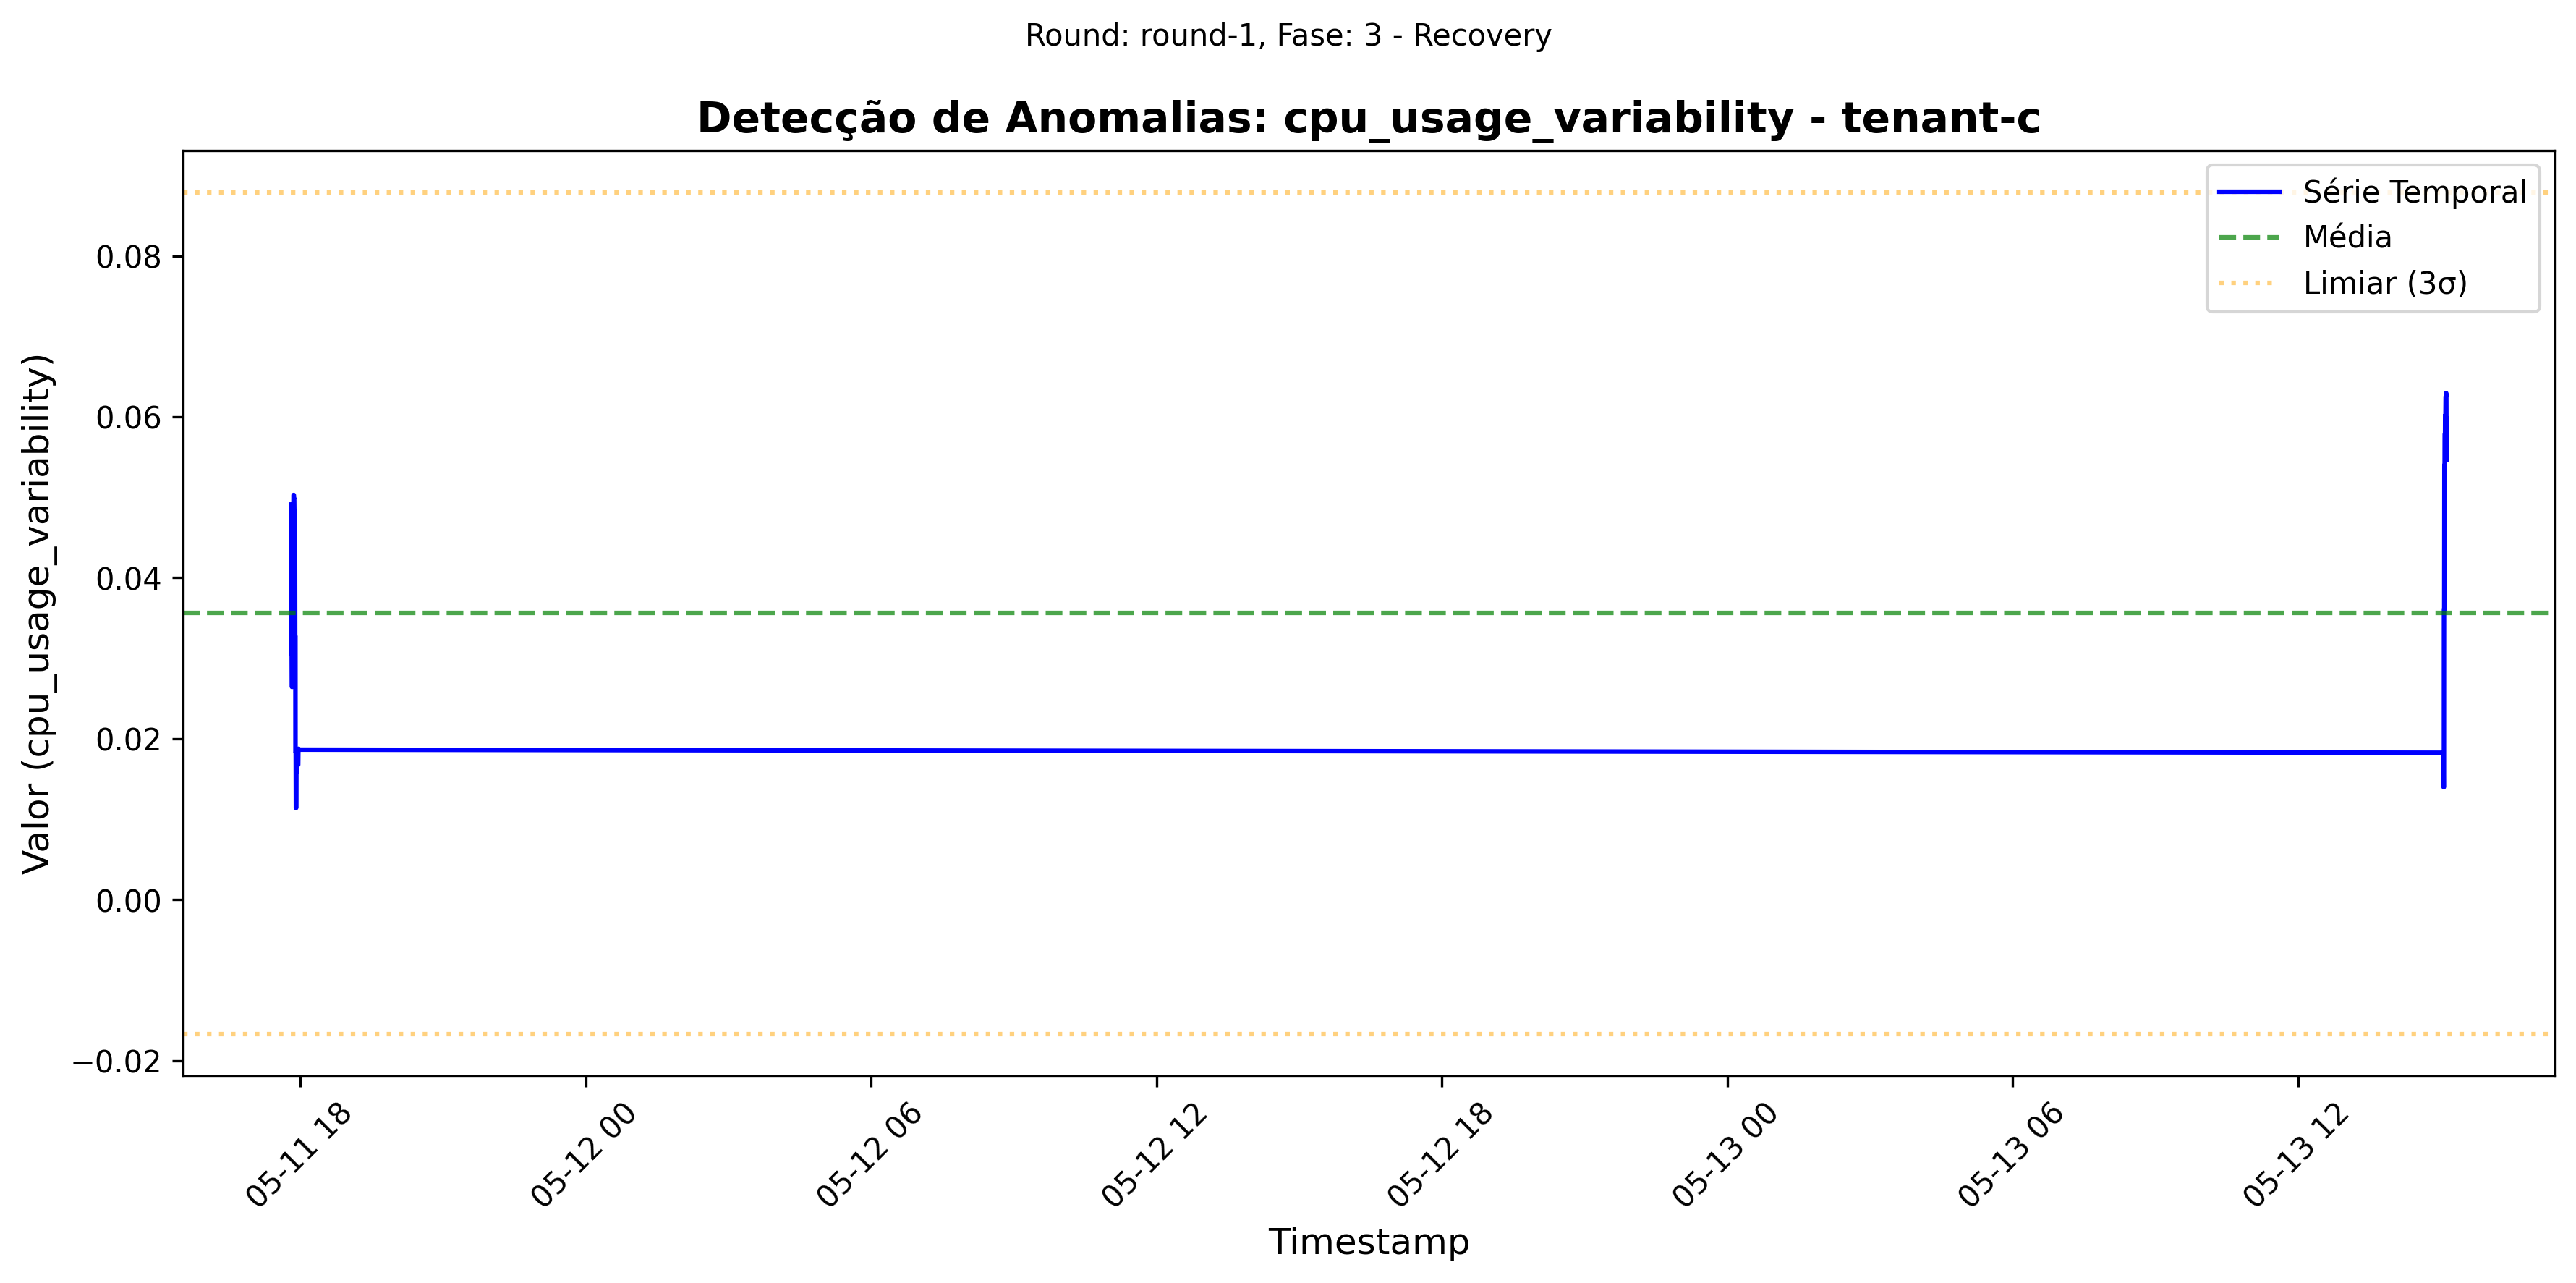 Round: round-1, Fase: 3 - Recovery
Detecção de Anomalias: cpu_usage_variability - tenant-c
Série Temporal
Média
Limiar (3σ)
Valor (cpu_usage_variability)
0.08
0.06
0.04
0.02
0.00
−0.02
05-11 18
05-12 00
05-12 06
05-12 12
05-12 18
05-13 00
05-13 06
05-13 12
Timestamp